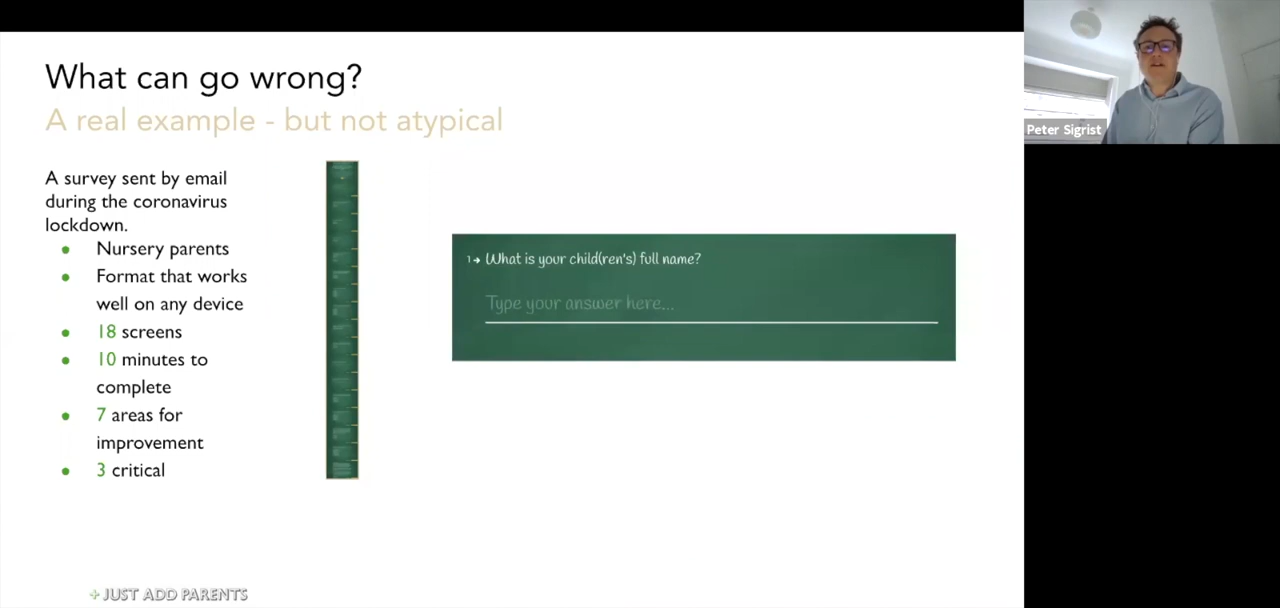 What can go wrong?
A real example - but not atypical
A survey sent by email
during the coronavirus
lockdown.
● Nursery parents
● Format that works
well on any device
● 18 screens
● 10 minutes to
complete
● 7 areas for
improvement
● 3 critical
1→ What is your child(ren's) full name?
Type your answer here...
+ JUST ADD PARENTS
Peter Sigrist